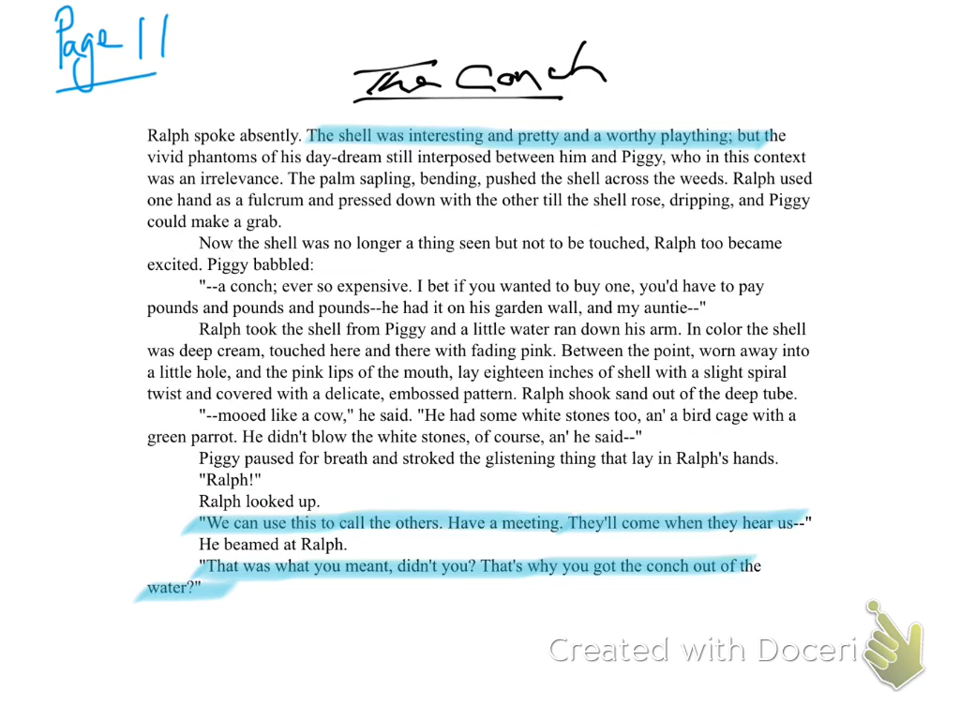 Page 11
The Conch
Ralph spoke absently. The shell was interesting and pretty and a worthy plaything; but the
vivid phantoms of his day-dream still interposed between him and Piggy, who in this context
was an irrelevance. The palm sapling, bending, pushed the shell across the weeds. Ralph used
one hand as a fulcrum and pressed down with the other till the shell rose, dripping, and Piggy
could make a grab.
Now the shell was no longer a thing seen but not to be touched, Ralph too became
excited. Piggy babbled:
"--a conch; ever so expensive. I bet if you wanted to buy one, you'd have to pay
pounds and pounds and pounds--he had it on his garden wall, and my auntie--"
Ralph took the shell from Piggy and a little water ran down his arm. In color the shell
was deep cream, touched here and there with fading pink. Between the point, worn away into
a little hole, and the pink lips of the mouth, lay eighteen inches of shell with a slight spiral
twist and covered with a delicate, embossed pattern. Ralph shook sand out of the deep tube.
"--mooed like a cow," he said. "He had some white stones too, an' a bird cage with a
green parrot. He didn't blow the white stones, of course, an' he said--"
Piggy paused for breath and stroked the glistening thing that lay in Ralph's hands.
"Ralph!"
Ralph looked up.
"We can use this to call the others. Have a meeting. They'll come when they hear us--"
He beamed at Ralph.
"That was what you meant, didn't you? That's why you got the conch out of the
water?"
Created with Doceri